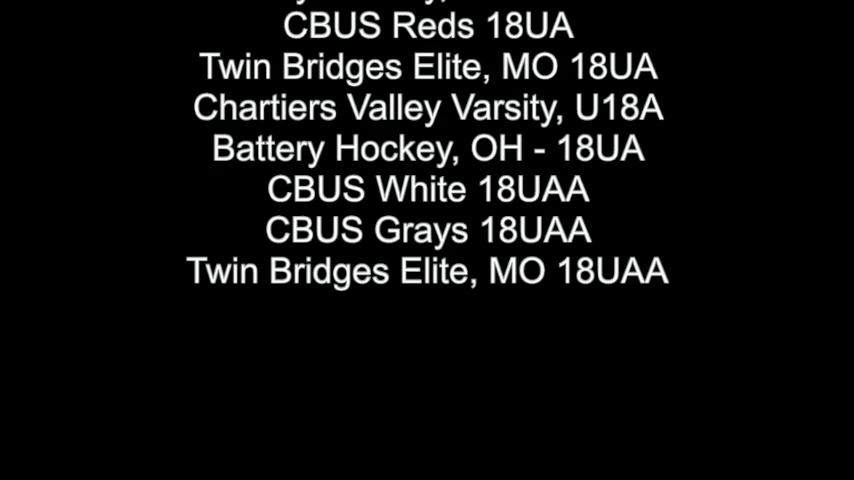 CBUS Reds 18UA
Twin Bridges Elite, MO 18UA
Chartiers Valley Varsity, U18A
Battery Hockey, OH - 18UA
CBUS White 18UAA
CBUS Grays 18UAA
Twin Bridges Elite, MO 18UAA